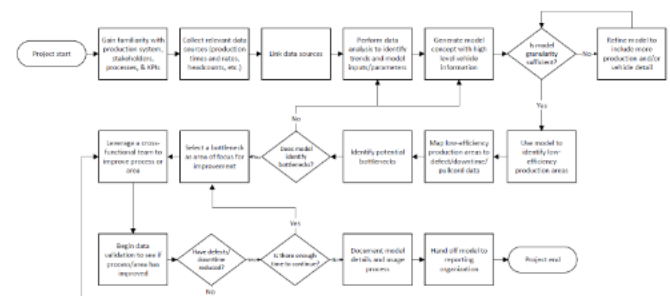 Project start
Gain familiarity with
production system,
stakeholders,
processes, & KPIs
Collect relevant data
sources (production
times and rates,
headcounts, etc.)
Link data sources
Perform data
analysis to identify
trends and model
inputs/parameters
Generate model
concept with high
level vehicle
information
Is model
granularity
sufficient?
No
Refine model to
include more
production and/or
vehicle detail
Yes
Use model to
identify low-
efficiency
production areas
Map low-efficiency
production areas to
defect/downtime/
pullcord data
Identify potential
bottlenecks
Does model
identify
bottlenecks?
No
Select a bottleneck
as area of focus for
improvement
Leverage a cross-
functional team to
improve process or
area
Begin data
validation to see if
process/area has
improved
Have defects/
downtime
reduced?
No
Is there enough
time to continue?
Yes
Document model
details and usage
process
Hand off model to
reporting
organization
Project end